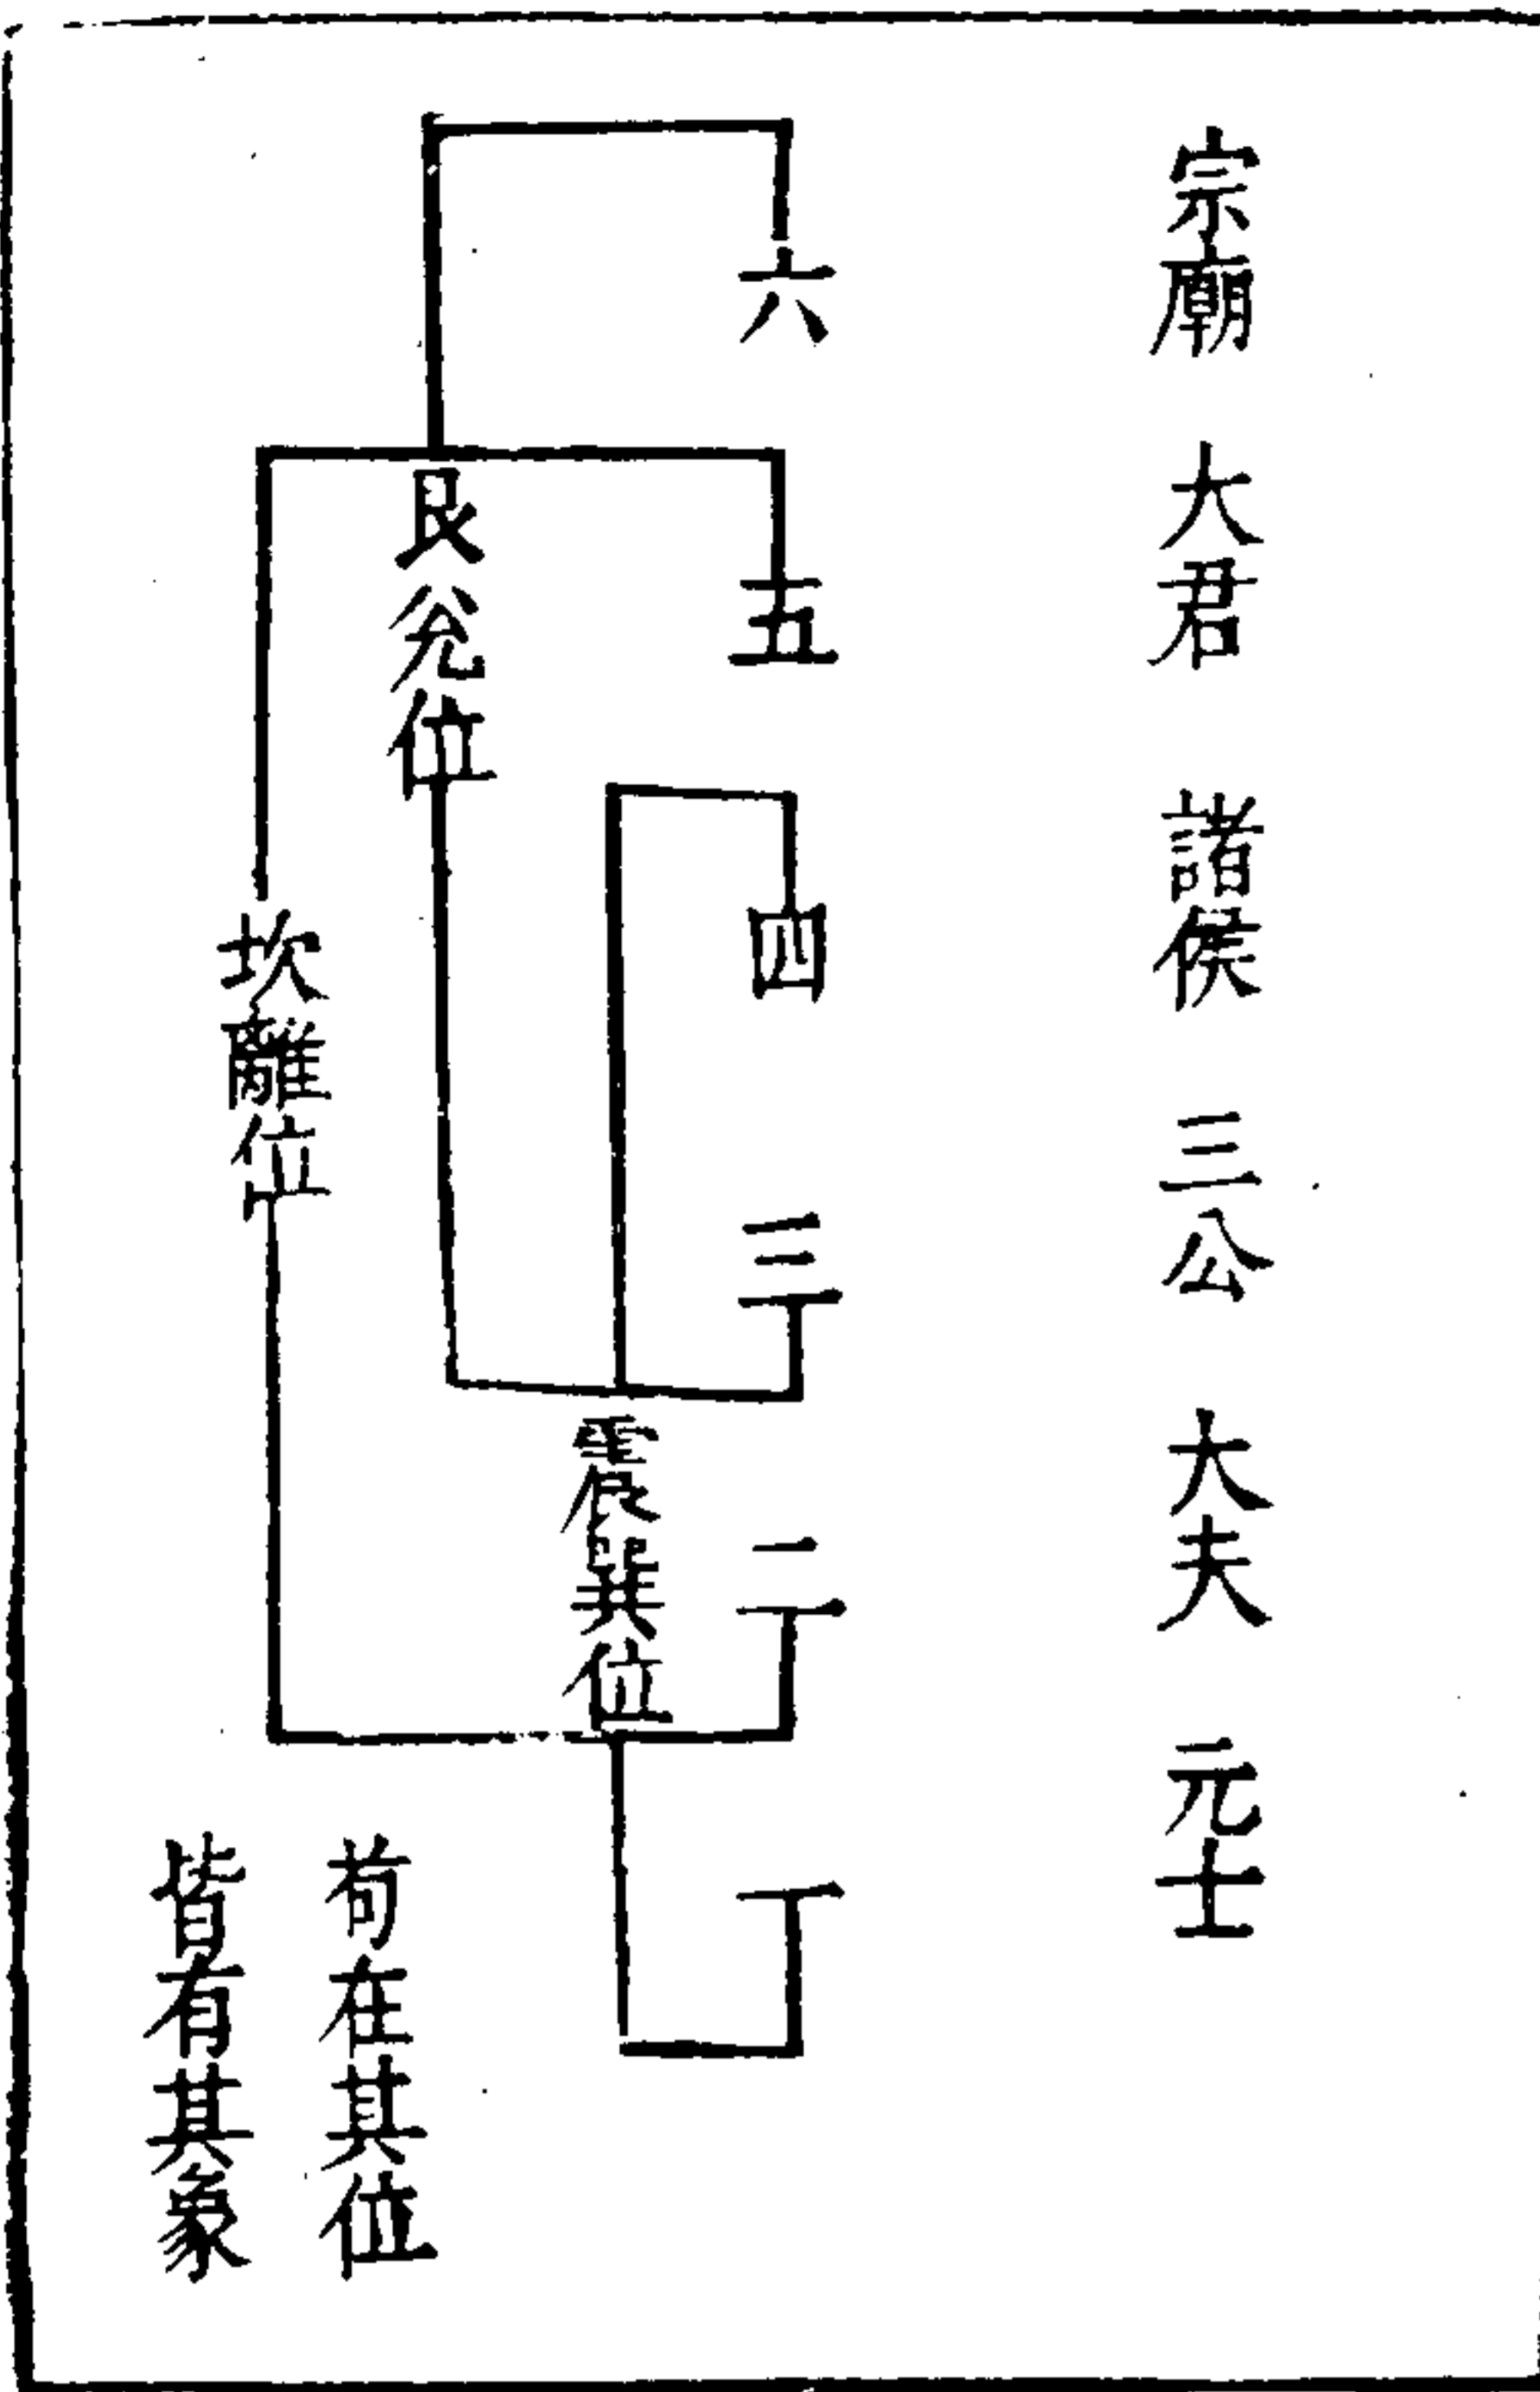 宗廟
大君
諸侯
三公
大夫
元士
六
五
四
三
二
一
震巽位
艮兌位
坎離位
苟在其位
皆有其象